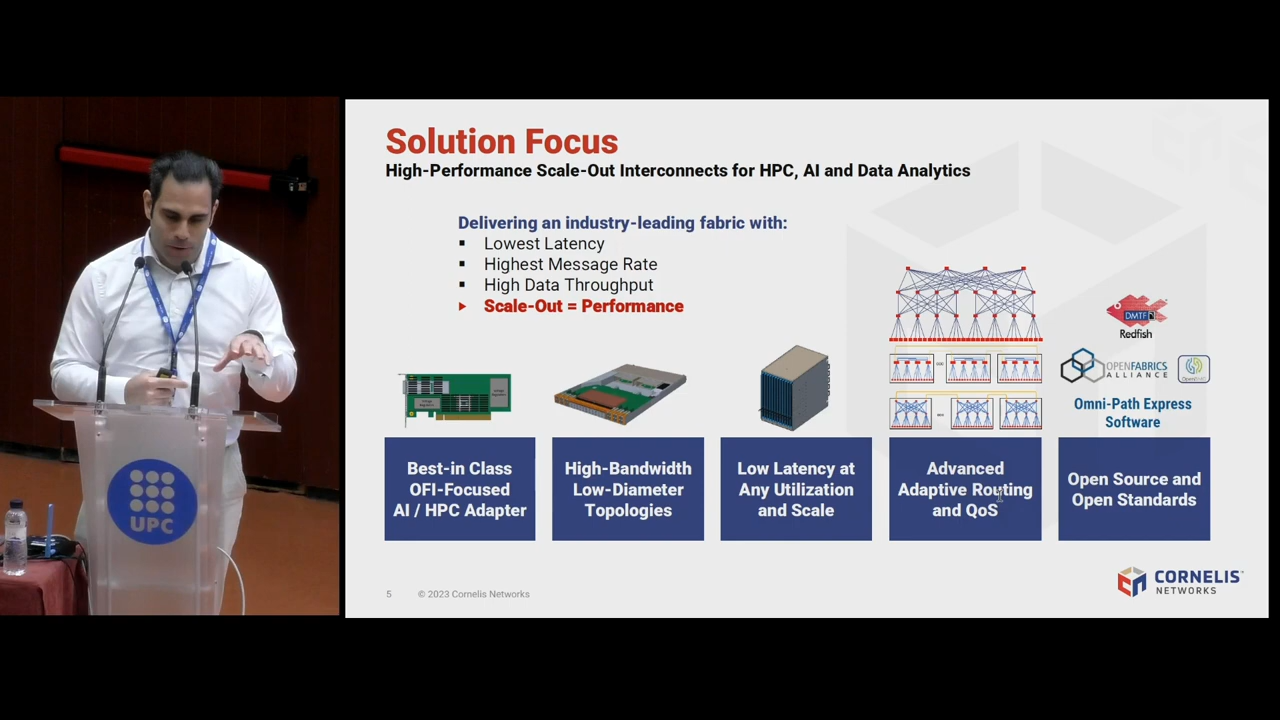 Solution Focus
High-Performance Scale-Out Interconnects for HPC, AI and Data Analytics
Delivering an industry-leading fabric with:
▪ Lowest Latency
▪ Highest Message Rate
▪ High Data Throughput
▸ Scale-Out = Performance
DMTF
Redfish
OPENFABRICS
ALLIANCE
Omni-Path Express
Software
Best-in Class
OFI-Focused
AI / HPC Adapter
High-Bandwidth
Low-Diameter
Topologies
Low Latency at
Any Utilization
and Scale
Advanced
Adaptive Routing
and QoS
Open Source and
Open Standards
UPC
5 © 2023 Cornelis Networks
CORNELIS
NETWORKS